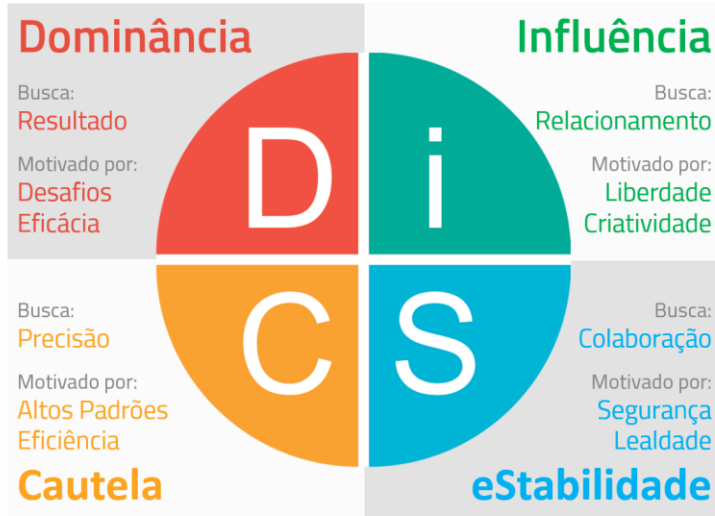 Dominância
Busca:
Resultado
Motivado por:
Desafios
Eficácia
Influência
Busca:
Relacionamento
Motivado por:
Liberdade
Criatividade
D
i
C
S
Busca:
Precisão
Motivado por:
Altos Padrões
Eficiência
Cautela
Busca:
Colaboração
Motivado por:
Segurança
Lealdade
eStabilidade